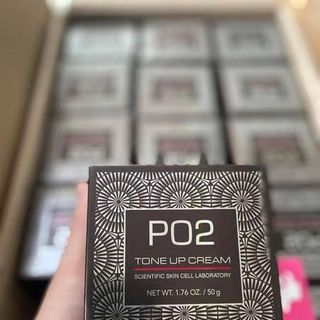 PO2
TONE UP CREAM
SCIENTIFIC SKIN CELL LABORATORY
NET WT. 1.76 OZ. / 50 g